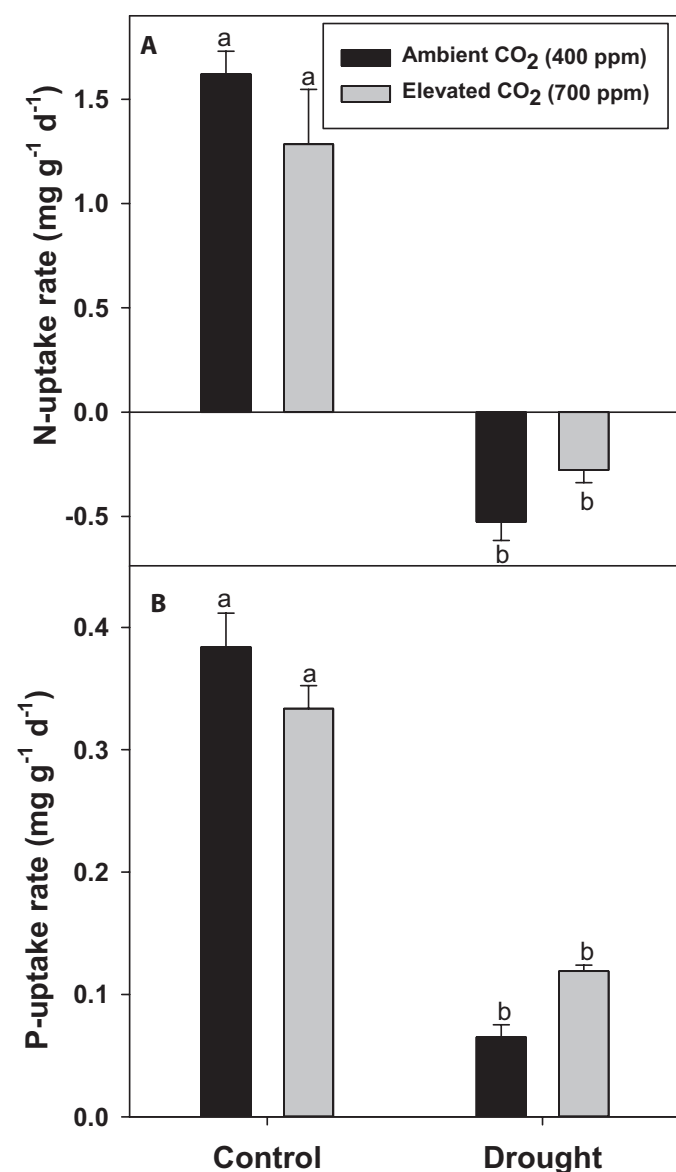 A
a
a
Ambient CO2 (400 ppm)
Elevated CO2 (700 ppm)
N-uptake rate (mg g-1 d-1)
1.5
1.0
0.5
0.0
-0.5
b
b
B
a
a
P-uptake rate (mg g-1 d-1)
0.4
0.3
0.2
0.1
0.0
b
b
Control Drought